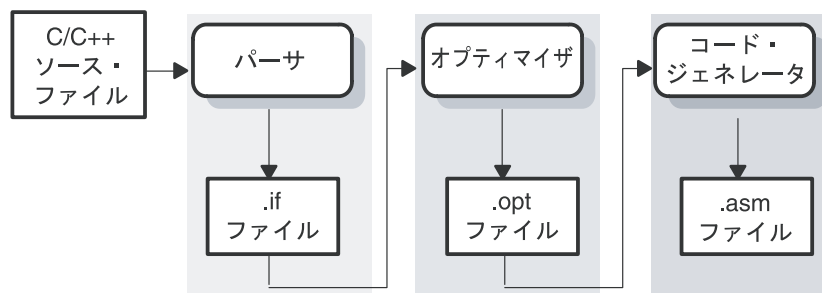 C/C++
ソース・
ファイル
パーサ
オプティマイザ
コード・
ジェネレータ
.if
ファイル
.opt
ファイル
.asm
ファイル